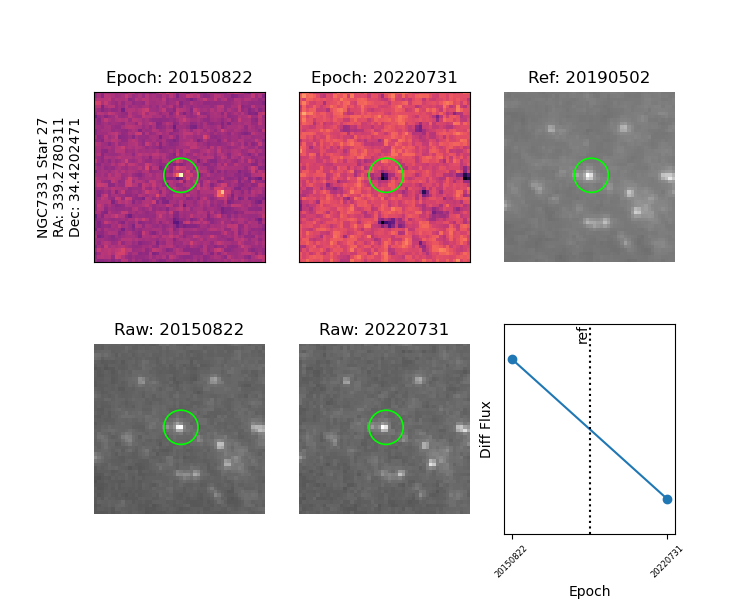 Epoch: 20150822
Epoch: 20220731
Ref: 20190502
NGC7331 Star 27
RA: 339.2780311
Dec: 34.4202471
Raw: 20150822
Raw: 20220731
ref
Diff Flux
20150822
20220731
Epoch